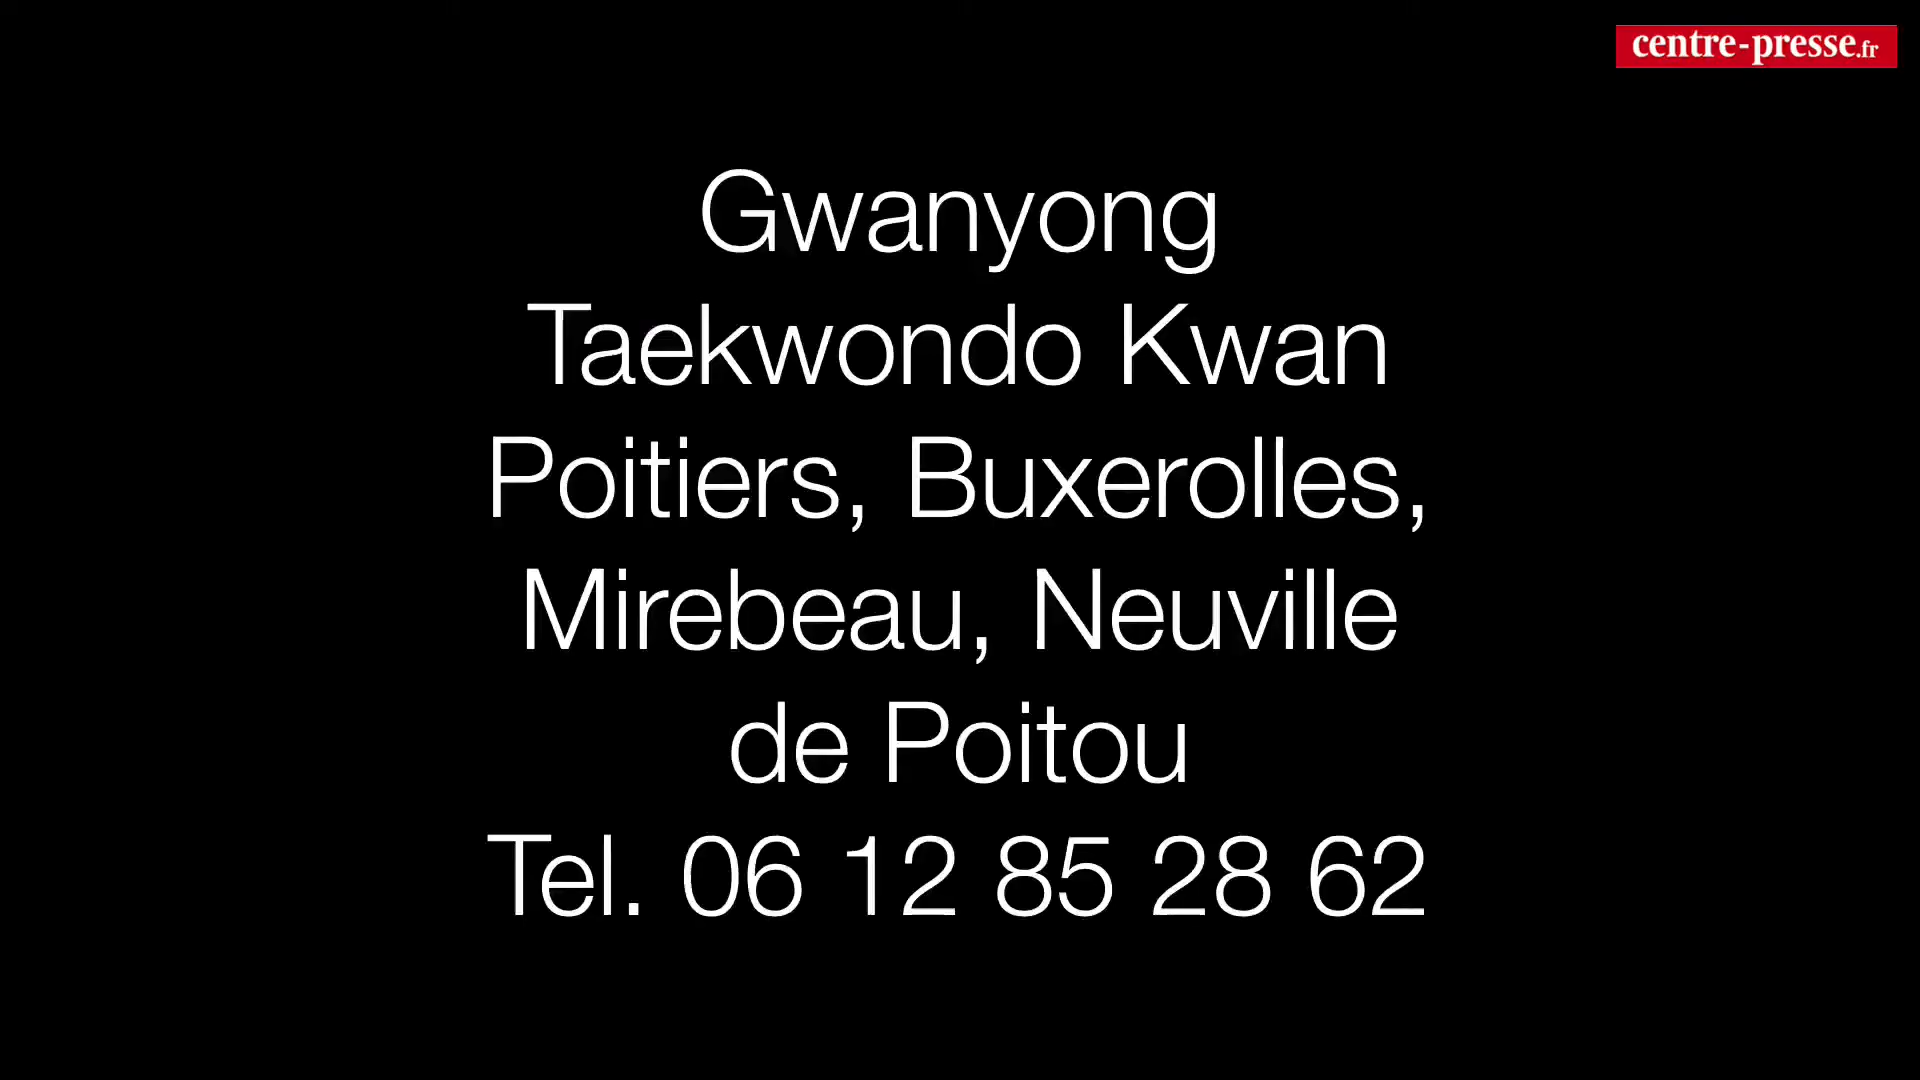 centre-presse.fr
Gwanyong
Taekwondo Kwan
Poitiers, Buxerolles,
Mirebeau, Neuville
de Poitou
Tel. 06 12 85 28 62